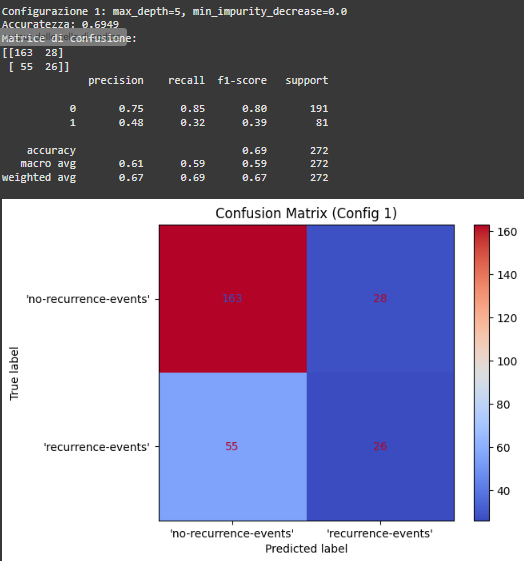 Configurazione 1: max_depth=5, min_impurity_decrease=0.0
Accuratezza: 0.6949
Matrice di confusione:
[[163  28]
 [ 55  26]]
precision    recall  f1-score   support
0       0.75      0.85      0.80       191
1       0.48      0.32      0.39        81
accuracy                           0.69       272
macro avg       0.61      0.59      0.59       272
weighted avg       0.67      0.69      0.67       272
Confusion Matrix (Config 1)
'no-recurrence-events'
163
28
'recurrence-events'
55
26
True label
'no-recurrence-events'
'recurrence-events'
Predicted label
160
140
120
100
80
60
40